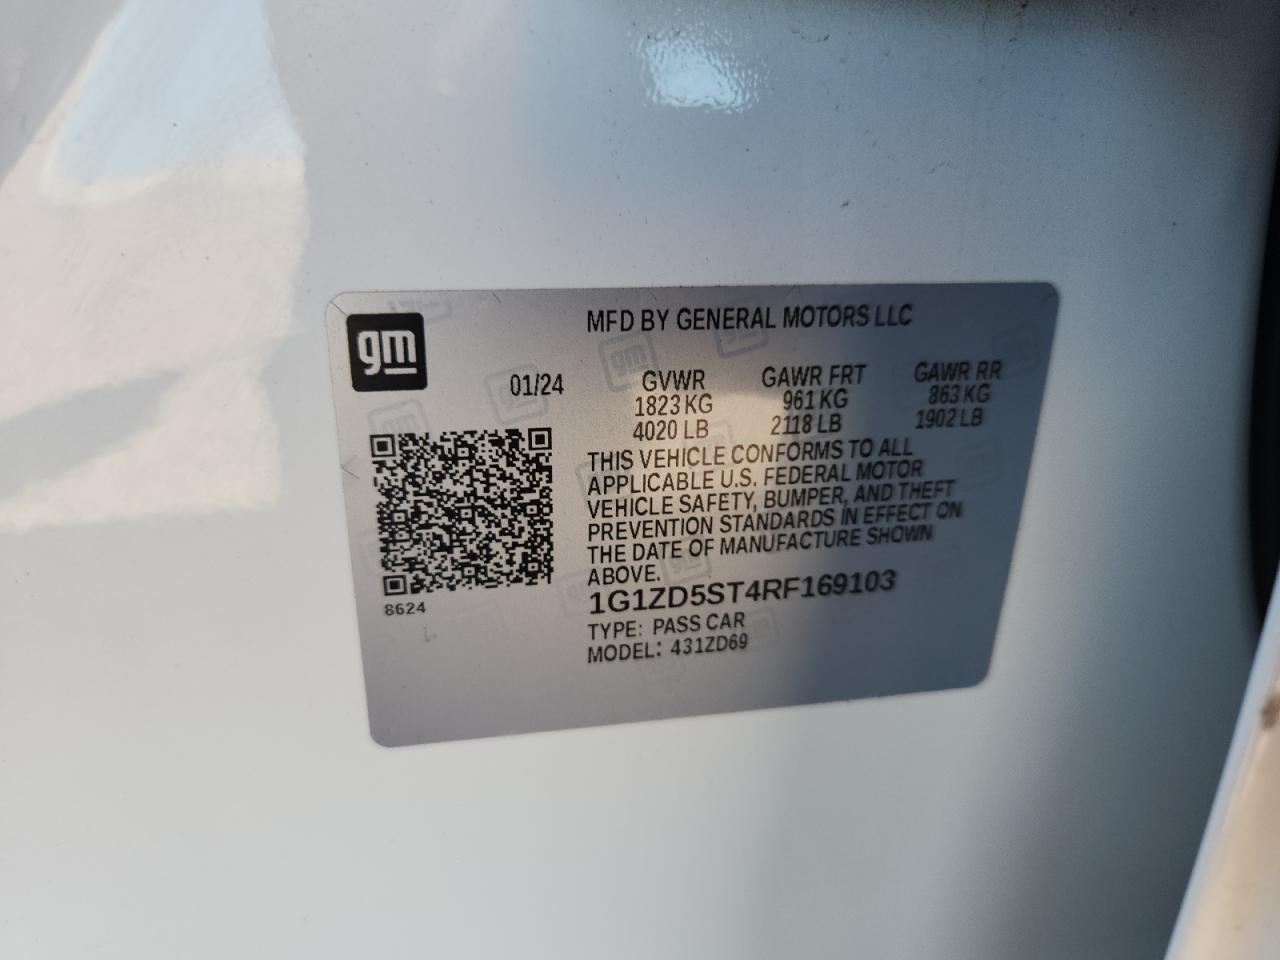 gm
MFD BY GENERAL MOTORS LLC
01/24
GVWR GAWR FRT GAWR RR
1823 KG 961 KG 863 KG
4020 LB 2118 LB 1902 LB
THIS VEHICLE CONFORMS TO ALL
APPLICABLE U.S. FEDERAL MOTOR
VEHICLE SAFETY, BUMPER, AND THEFT
PREVENTION STANDARDS IN EFFECT ON
THE DATE OF MANUFACTURE SHOWN
ABOVE.
8624
1G1ZD5ST4RF169103
TYPE: PASS CAR
MODEL: 431ZD69